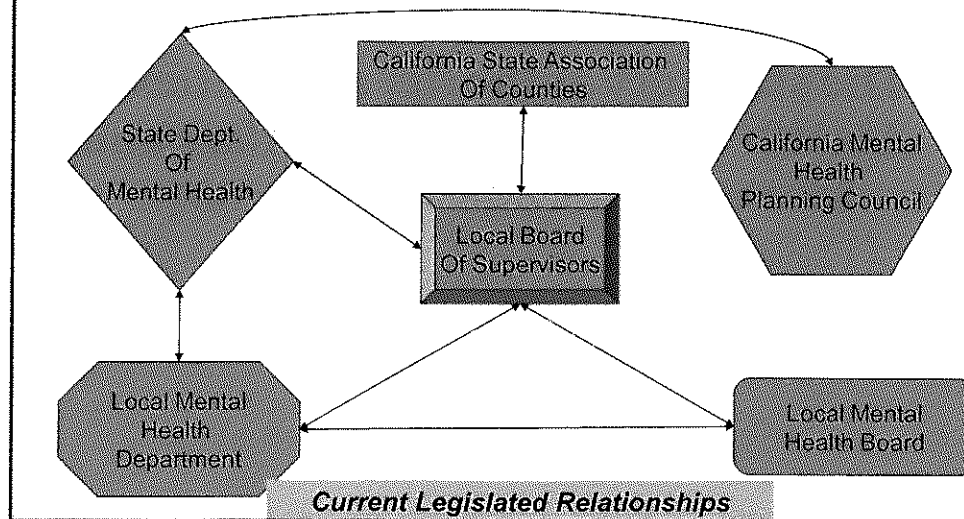 California State Association
Of Counties
State Dept.
Of
Mental Health
California Mental
Health
Planning Council
Local Board
Of Supervisors
Local Mental
Health
Department
Local Mental
Health Board
Current Legislated Relationships